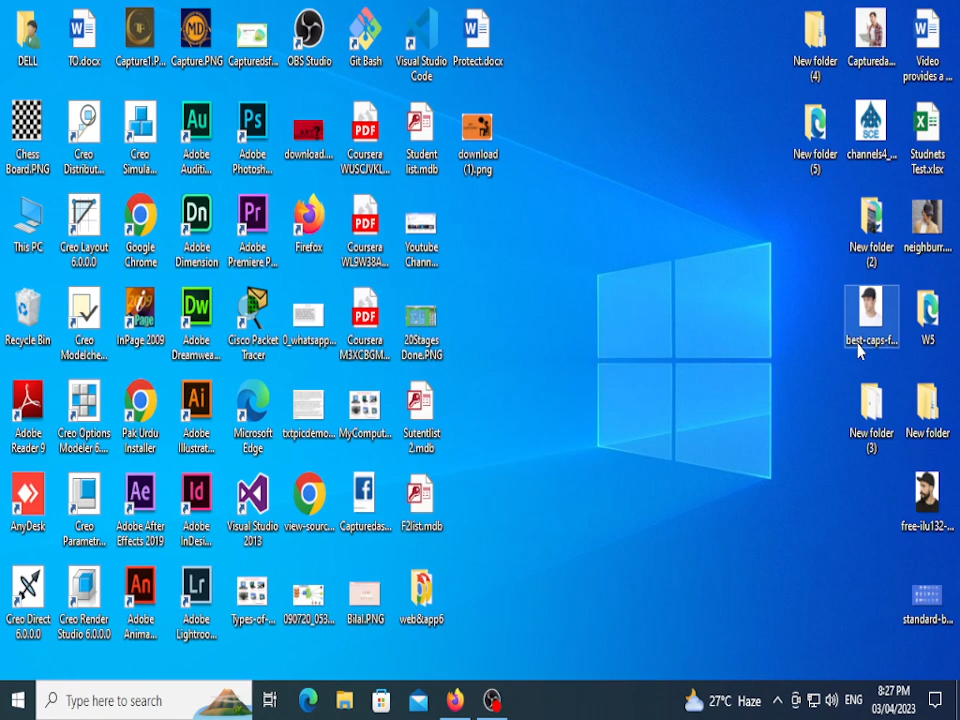 DELL
TO.docx
Capture1.P...
Capture.PNG
Capturedsf...
OBS Studio
Git Bash
Visual Studio
Code
Protect.docx
New folder
(4)
Captureda...
Video
provides a ...
Chess
Board.PNG
Creo
Distribut...
Creo
Simula...
Adobe
Auditi...
Adobe
Photosh...
download....
Coursera
WUSCJVKL...
Student
list.mdb
download
(1).png
New folder
(5)
channels4_...
Studnets
Test.xlsx
This PC
Creo Layout
6.0.0.0
Google
Chrome
Adobe
Dimension
Adobe
Premiere P...
Firefox
Coursera
WL9W38A...
Youtube
Chann...
New folder
(2)
neighburr...
Recycle Bin
Creo
Modelche...
InPage 2009
Adobe
Dreamwea...
Cisco Packet
Tracer
0_whatsapp...
Coursera
M3XCBGM...
20Stages
Done.PNG
best-caps-f...
W5
Adobe
Reader 9
Creo Options
Modeler 6....
Pak Urdu
Installer
Adobe
Illustrat...
Microsoft
Edge
txtpicdemo...
MyComput...
Sutentlist
2.mdb
New folder
(3)
New folder
AnyDesk
Creo
Parametr...
Adobe After
Effects 2019
Adobe
InDesi...
Visual Studio
2013
view-sourc...
Capturedas...
F2list.mdb
free-ilu132-...
Creo Direct
6.0.0.0
Creo Render
Studio 6.0.0.0
Adobe
Anima...
Adobe
Lightroo...
Types-of-...
090720_053...
Bilal.PNG
web&app6
standard-b...
Type here to search
27°C Haze
ENG
8:27 PM
03/04/2023